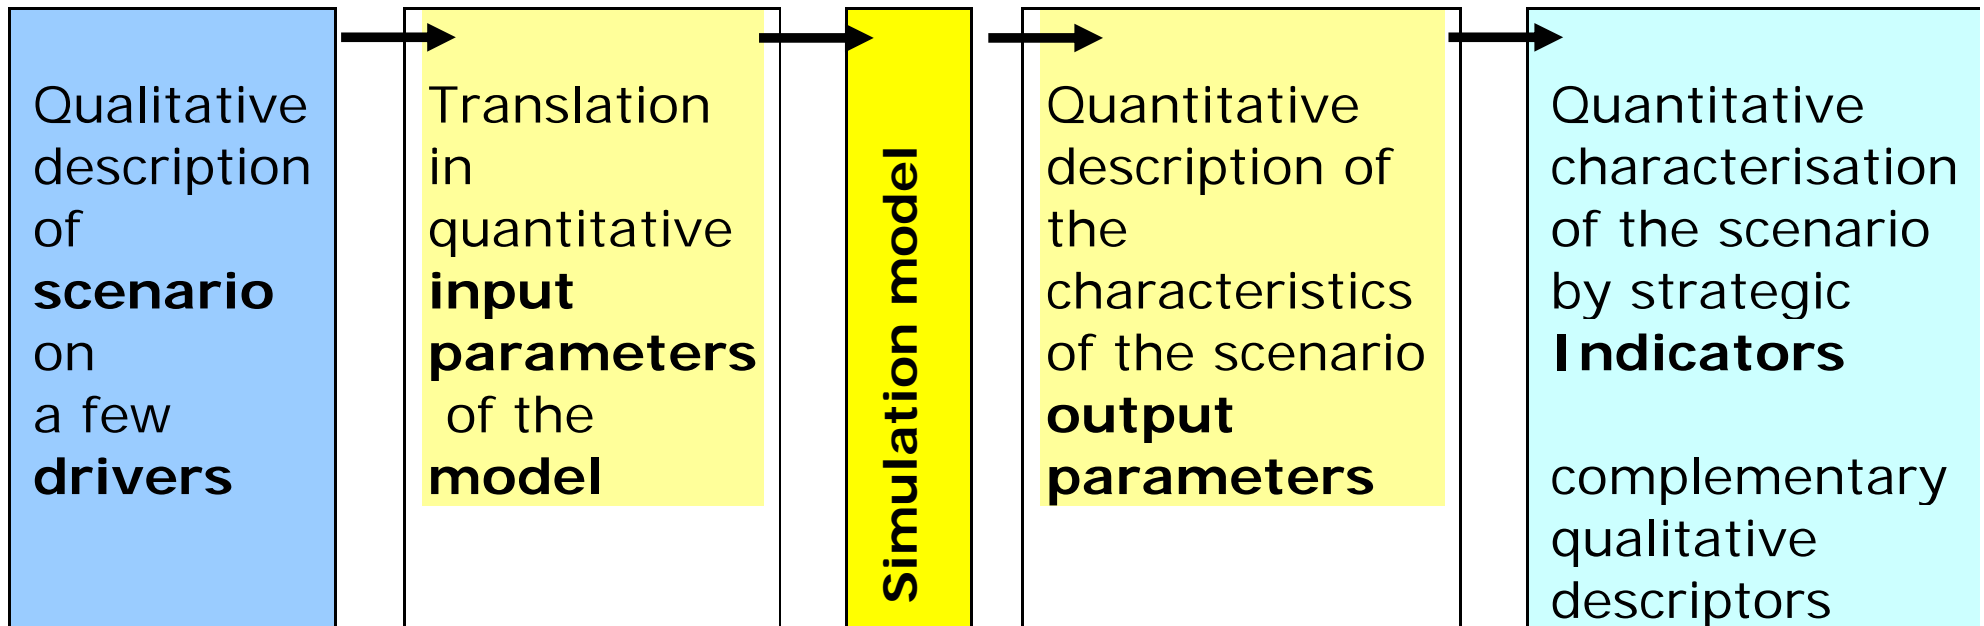 Qualitative
description
of
scenario
on
a few
drivers
Translation
in
quantitative
input
parameters
of the
model
Simulation model
Quantitative
description of
the
characteristics
of the scenario
output
parameters
Quantitative
characterisation
of the scenario
by strategic
Indicators
complementary
qualitative
descriptors